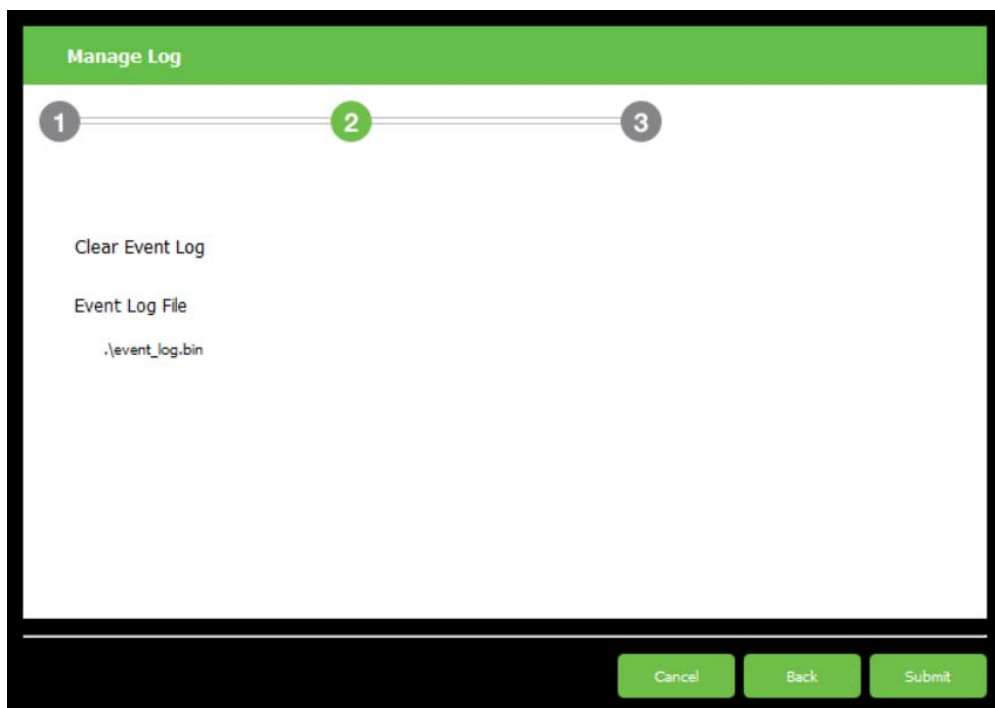 Manage Log
1 2 3
Clear Event Log
Event Log File
.\event_log.bin
Cancel Back Submit